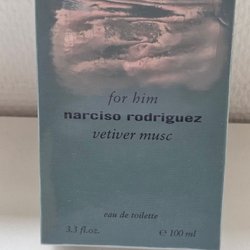 for him
narciso rodriguez
vetiver musc
eau de toilette
3.3 fl.oz. ℮ 100 ml